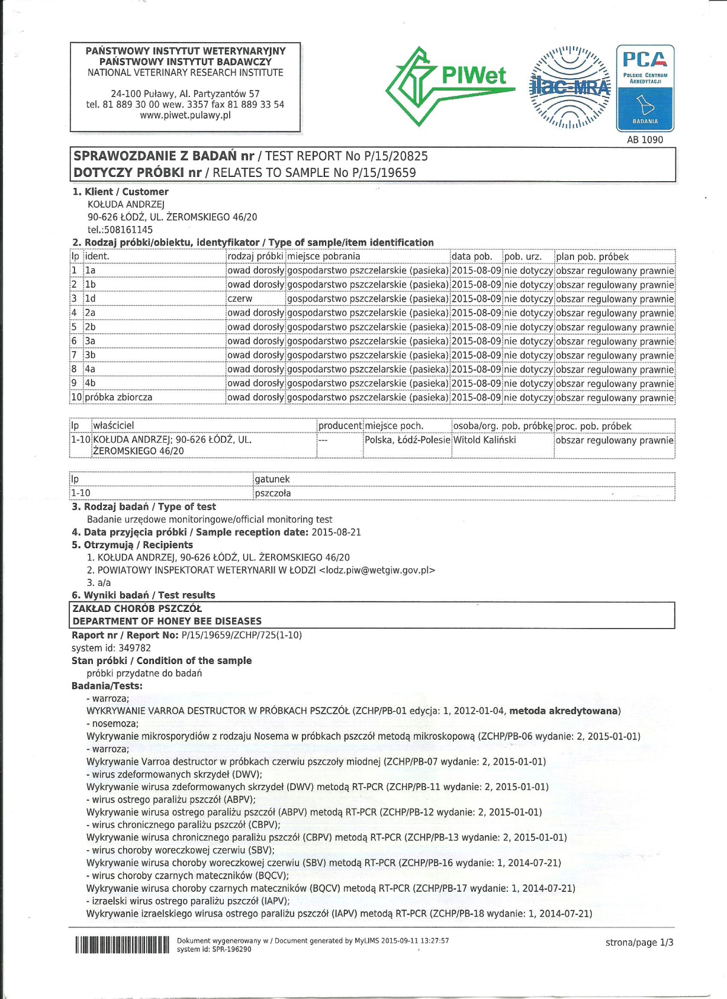 PAŃSTWOWY INSTYTUT WETERYNARYJNY
PAŃSTWOWY INSTYTUT BADAWCZY
NATIONAL VETERINARY RESEARCH INSTITUTE
24-100 Puławy, Al. Partyzantów 57
tel. 81 889 30 00 wew. 3357 fax 81 889 33 54
www.piwet.pulawy.pl
PIWet
ilac-MRA
PCA
POLSKIE CENTRUM
AKREDYTACJI
BADANIA
AB 1090
SPRAWOZDANIE Z BADAŃ nr / TEST REPORT No P/15/20825
DOTYCZY PRÓBKI nr / RELATES TO SAMPLE No P/15/19659
1. Klient / Customer
KOŁUDA ANDRZEJ
90-626 ŁÓDŹ, UL. ŻEROMSKIEGO 46/20
tel.:508161145
2. Rodzaj próbki/obiektu, identyfikator / Type of sample/item identification
lp ident. rodzaj próbki miejsce pobrania data pob. pob. urz. plan pob. próbek
1 1a owad dorosły gospodarstwo pszczelarskie (pasieka) 2015-08-09 nie dotyczy obszar regulowany prawnie
2 1b owad dorosły gospodarstwo pszczelarskie (pasieka) 2015-08-09 nie dotyczy obszar regulowany prawnie
3 1d czerw gospodarstwo pszczelarskie (pasieka) 2015-08-09 nie dotyczy obszar regulowany prawnie
4 2a owad dorosły gospodarstwo pszczelarskie (pasieka) 2015-08-09 nie dotyczy obszar regulowany prawnie
5 2b owad dorosły gospodarstwo pszczelarskie (pasieka) 2015-08-09 nie dotyczy obszar regulowany prawnie
6 3a owad dorosły gospodarstwo pszczelarskie (pasieka) 2015-08-09 nie dotyczy obszar regulowany prawnie
7 3b owad dorosły gospodarstwo pszczelarskie (pasieka) 2015-08-09 nie dotyczy obszar regulowany prawnie
8 4a owad dorosły gospodarstwo pszczelarskie (pasieka) 2015-08-09 nie dotyczy obszar regulowany prawnie
9 4b owad dorosły gospodarstwo pszczelarskie (pasieka) 2015-08-09 nie dotyczy obszar regulowany prawnie
10 próbka zbiorcza owad dorosły gospodarstwo pszczelarskie (pasieka) 2015-08-09 nie dotyczy obszar regulowany prawnie
lp właściciel producent miejsce poch. osoba/org. pob. próbkę proc. pob. próbek
1-10 KOŁUDA ANDRZEJ; 90-626 ŁÓDŹ, UL. --- Polska, Łódź-Polesie Witold Kaliński obszar regulowany prawnie
ŻEROMSKIEGO 46/20
lp gatunek
1-10 pszczoła
3. Rodzaj badań / Type of test
Badanie urzędowe monitoringowe/official monitoring test
4. Data przyjęcia próbki / Sample reception date: 2015-08-21
5. Otrzymują / Recipients
1. KOŁUDA ANDRZEJ, 90-626 ŁÓDŹ, UL. ŻEROMSKIEGO 46/20
2. POWIATOWY INSPEKTORAT WETERYNARII W ŁODZI <lodz.piw@wetgiw.gov.pl>
3. a/a
6. Wyniki badań / Test results
ZAKŁAD CHORÓB PSZCZÓŁ
DEPARTMENT OF HONEY BEE DISEASES
Raport nr / Report No: P/15/19659/ZCHP/725(1-10)
system id: 349782
Stan próbki / Condition of the sample
próbki przydatne do badań
Badania/Tests:
- warroza;
WYKRYWANIE VARROA DESTRUCTOR W PRÓBKACH PSZCZÓŁ (ZCHP/PB-01 edycja: 1, 2012-01-04, metoda akredytowana)
- nosemoza;
Wykrywanie mikrosporydiów z rodzaju Nosema w próbkach pszczół metodą mikroskopową (ZCHP/PB-06 wydanie: 2, 2015-01-01)
- warroza;
Wykrywanie Varroa destructor w próbkach czerwiu pszczoły miodnej (ZCHP/PB-07 wydanie: 2, 2015-01-01)
- wirus zdeformowanych skrzydeł (DWV);
Wykrywanie wirusa zdeformowanych skrzydeł (DWV) metodą RT-PCR (ZCHP/PB-11 wydanie: 2, 2015-01-01)
- wirus ostrego paraliżu pszczół (ABPV);
Wykrywanie wirusa ostrego paraliżu pszczół (ABPV) metodą RT-PCR (ZCHP/PB-12 wydanie: 2, 2015-01-01)
- wirus chronicznego paraliżu pszczół (CBPV);
Wykrywanie wirusa chronicznego paraliżu pszczół (CBPV) metodą RT-PCR (ZCHP/PB-13 wydanie: 2, 2015-01-01)
- wirus choroby woreczkowej czerwiu (SBV);
Wykrywanie wirusa choroby woreczkowej czerwiu (SBV) metodą RT-PCR (ZCHP/PB-16 wydanie: 1, 2014-07-21)
- wirus choroby czarnych mateczników (BQCV);
Wykrywanie wirusa choroby czarnych mateczników (BQCV) metodą RT-PCR (ZCHP/PB-17 wydanie: 1, 2014-07-21)
- izraelski wirus ostrego paraliżu pszczół (IAPV);
Wykrywanie izraelskiego wirusa ostrego paraliżu pszczół (IAPV) metodą RT-PCR (ZCHP/PB-18 wydanie: 1, 2014-07-21)
Dokument wygenerowany w / Document generated by MyLIMS 2015-09-11 13:27:57
system id: SPR-196290
strona/page 1/3